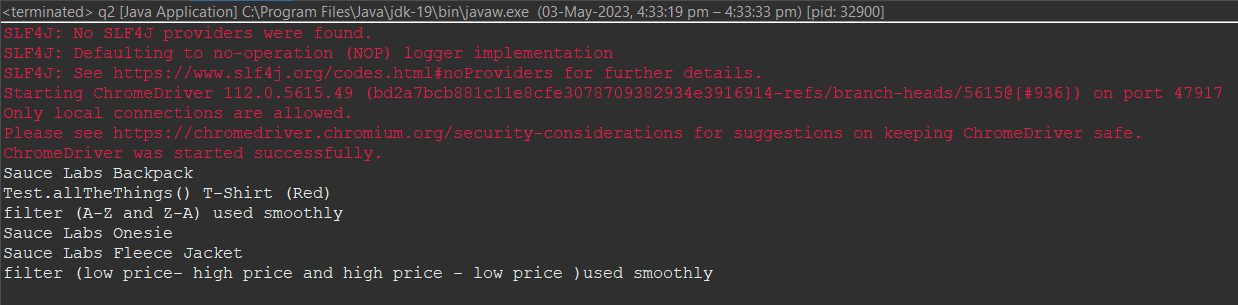 <terminated> q2 [Java Application] C:\Program Files\Java\jdk-19\bin\javaw.exe (03-May-2023, 4:33:19 pm – 4:33:33 pm) [pid: 32900]
SLF4J: No SLF4J providers were found.
SLF4J: Defaulting to no-operation (NOP) logger implementation
SLF4J: See https://www.slf4j.org/codes.html#noProviders for further details.
Starting ChromeDriver 112.0.5615.49 (bd2a7bcb881c11e8cfe3078709382934e3916914-refs/branch-heads/5615@{#936}) on port 47917
Only local connections are allowed.
Please see https://chromedriver.chromium.org/security-considerations for suggestions on keeping ChromeDriver safe.
ChromeDriver was started successfully.
Sauce Labs Backpack
Test.allTheThings() T-Shirt (Red)
filter (A-Z and Z-A) used smoothly
Sauce Labs Onesie
Sauce Labs Fleece Jacket
filter (low price- high price and high price - low price )used smoothly